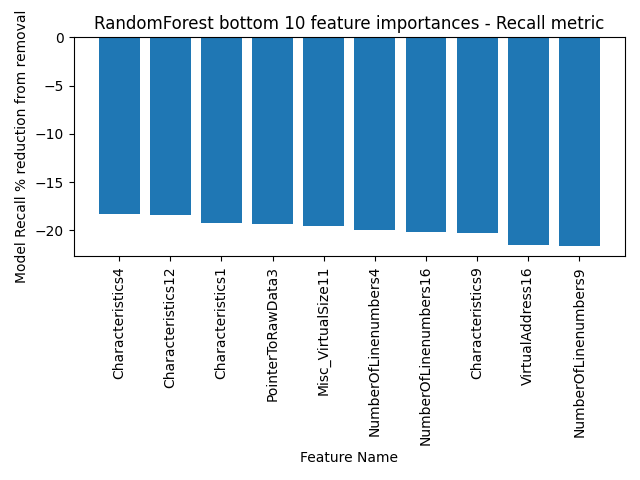 RandomForest bottom 10 feature importances - Recall metric
Model Recall % reduction from removal
0
−5
−10
−15
−20
Characteristics4
Characteristics12
Characteristics1
PointerToRawData3
Misc_VirtualSize11
NumberOfLinenumbers4
NumberOfLinenumbers16
Characteristics9
VirtualAddress16
NumberOfLinenumbers9
Feature Name